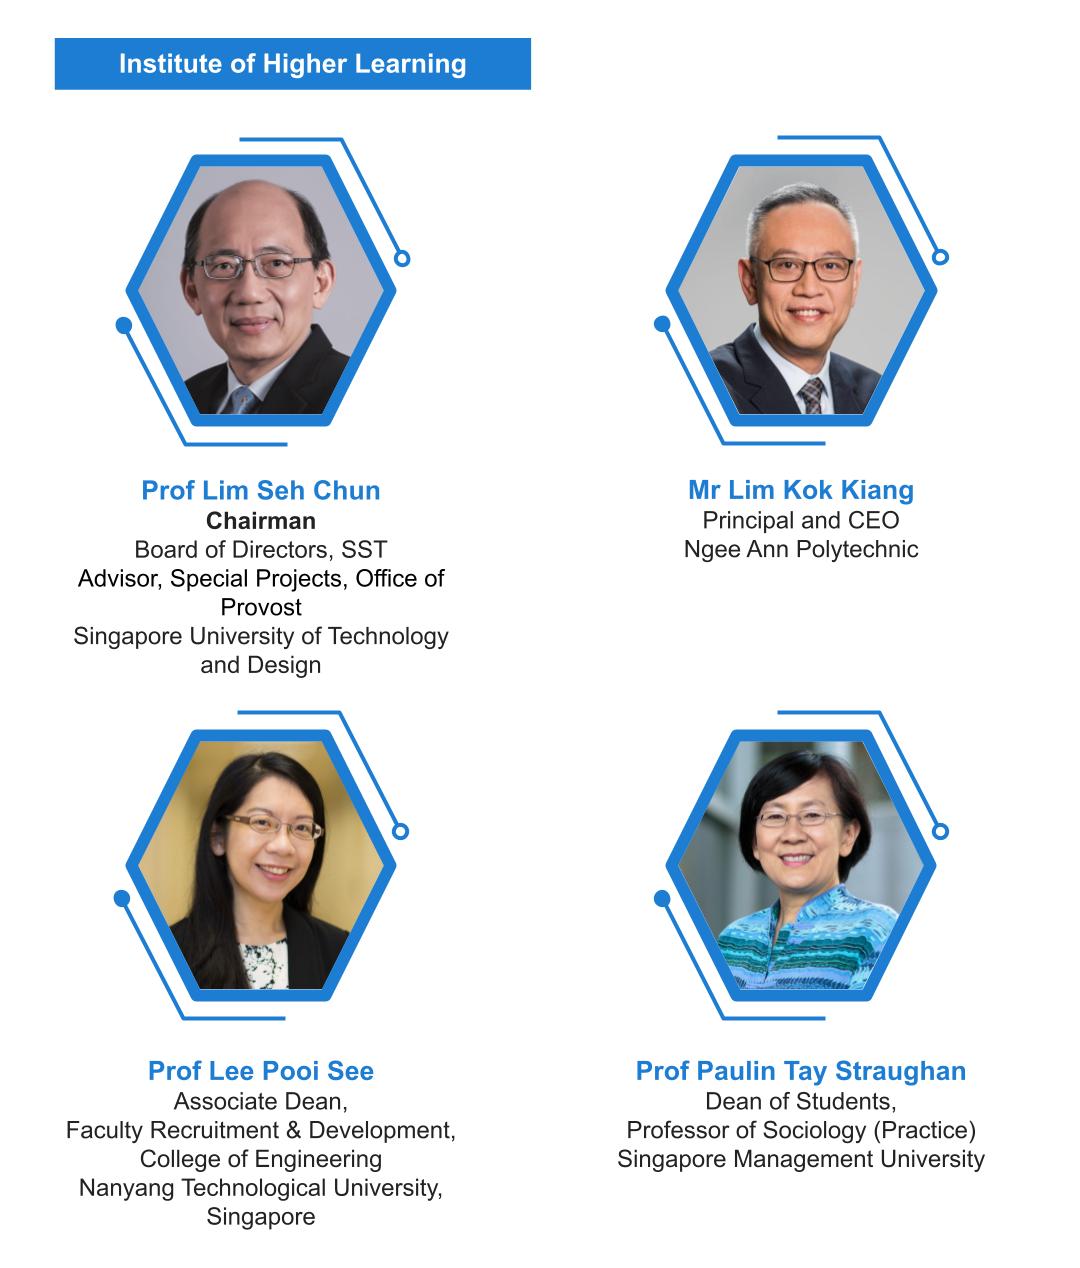 Institute of Higher Learning
Prof Lim Seh Chun
Chairman
Board of Directors, SST
Advisor, Special Projects, Office of
Provost
Singapore University of Technology
and Design
Mr Lim Kok Kiang
Principal and CEO
Ngee Ann Polytechnic
Prof Lee Pooi See
Associate Dean,
Faculty Recruitment & Development,
College of Engineering
Nanyang Technological University,
Singapore
Prof Paulin Tay Straughan
Dean of Students,
Professor of Sociology (Practice)
Singapore Management University